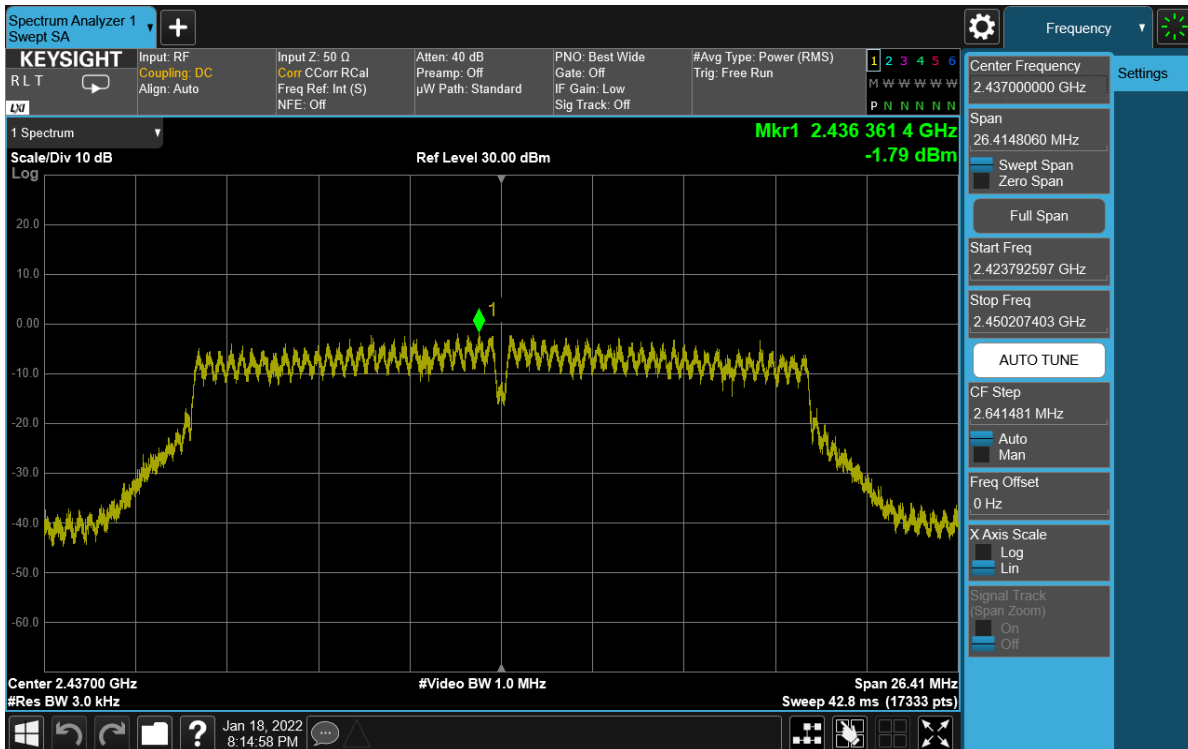 Spectrum Analyzer 1
Swept SA
+
Frequency
KEYSIGHT
R L T
LXI
Input: RF
Coupling: DC
Align: Auto
Input Z: 50 Ω
Corr CCorr RCal
Freq Ref: Int (S)
NFE: Off
Atten: 40 dB
Preamp: Off
µW Path: Standard
PNO: Best Wide
Gate: Off
IF Gain: Low
Sig Track: Off
#Avg Type: Power (RMS)
Trig: Free Run
1 2 3 4 5 6
M W W W W W
P N N N N N
Center Frequency
2.437000000 GHz
Settings
Span
26.4148060 MHz
Swept Span
Zero Span
Full Span
Start Freq
2.423792597 GHz
Stop Freq
2.450207403 GHz
AUTO TUNE
CF Step
2.641481 MHz
Auto
Man
Freq Offset
0 Hz
X Axis Scale
Log
Lin
Signal Track
(Span Zoom)
On
Off
1 Spectrum
Mkr1 2.436 361 4 GHz
-1.79 dBm
Scale/Div 10 dB
Ref Level 30.00 dBm
Log
20.0
10.0
0.00
1
-10.0
-20.0
-30.0
-40.0
-50.0
-60.0
Center 2.43700 GHz
#Video BW 1.0 MHz
Span 26.41 MHz
#Res BW 3.0 kHz
Sweep 42.8 ms (17333 pts)
?
Jan 18, 2022
8:14:58 PM